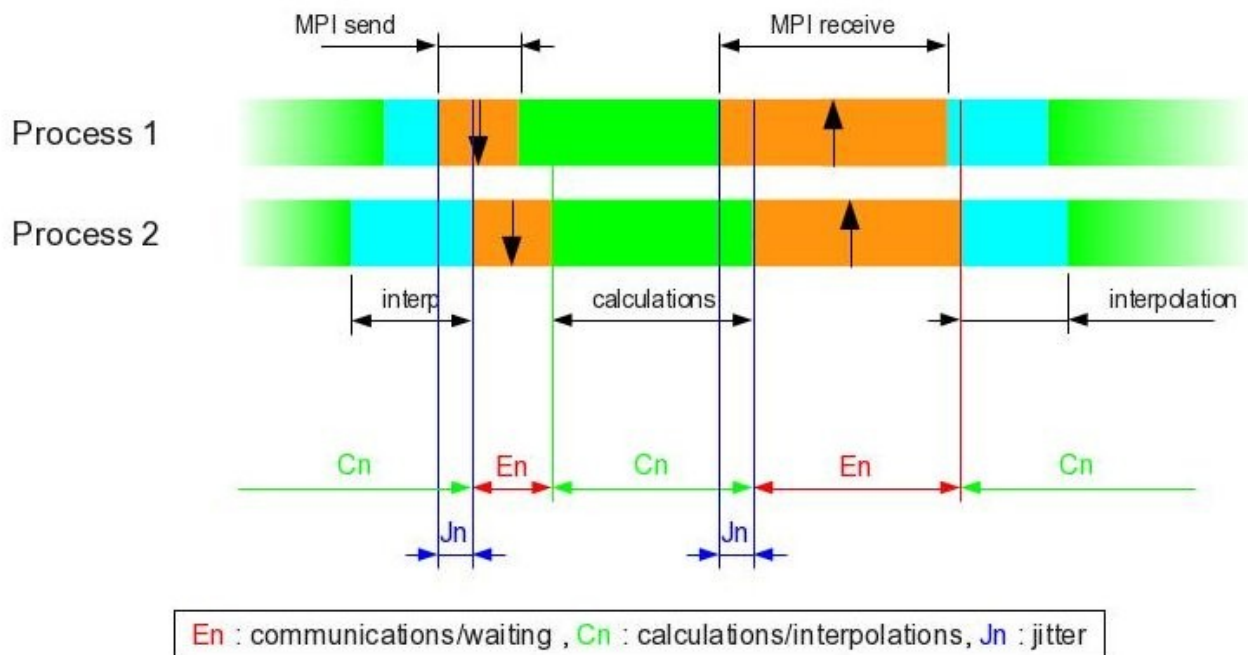 MPI send
MPI receive
Process 1
Process 2
interp
calculations
interpolation
Cn
En
Cn
En
Cn
Jn
Jn
En : communications/waiting , Cn : calculations/interpolations, Jn : jitter